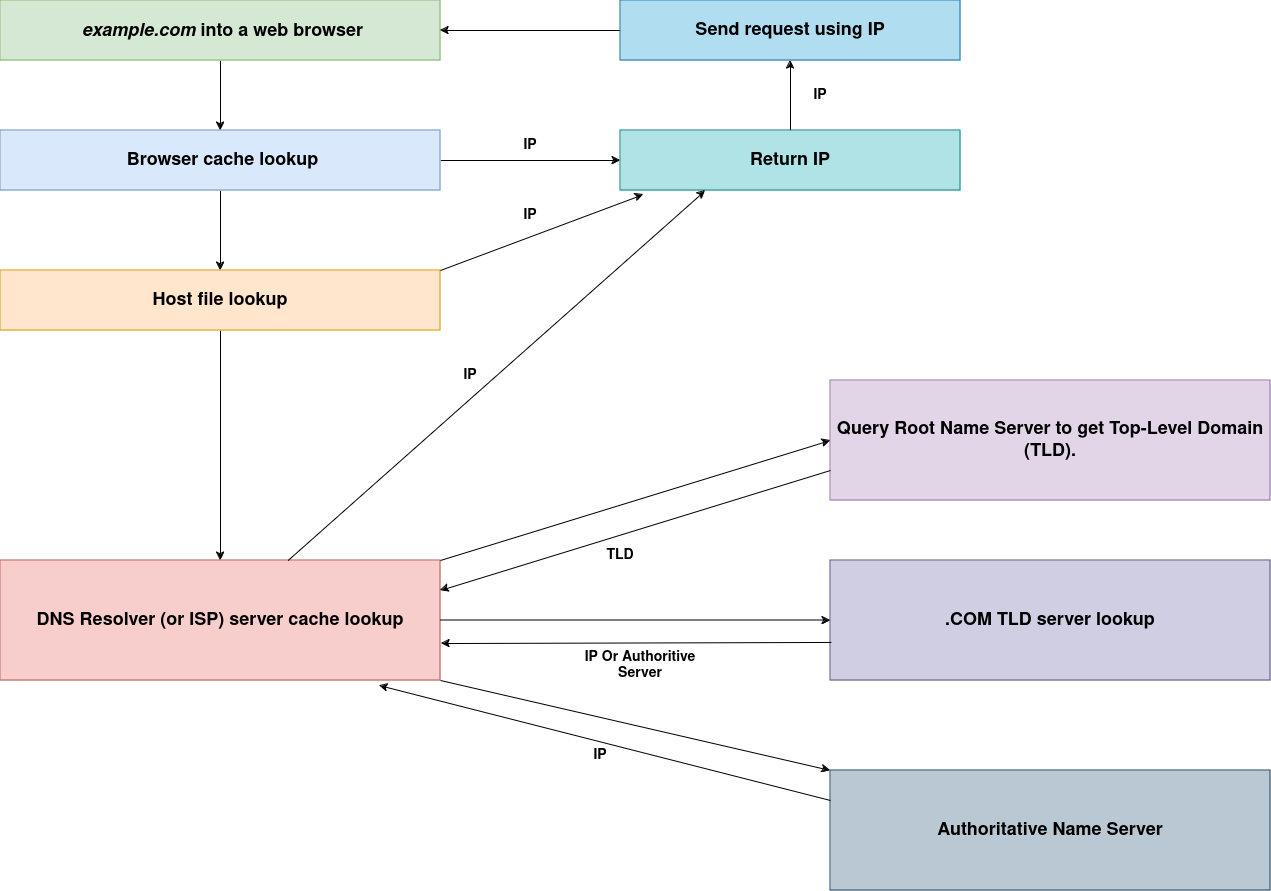 example.com into a web browser
Send request using IP
IP
Browser cache lookup
IP
Return IP
IP
Host file lookup
IP
Query Root Name Server to get Top-Level Domain
(TLD).
TLD
DNS Resolver (or ISP) server cache lookup
.COM TLD server lookup
IP Or Authoritive
Server
IP
Authoritative Name Server